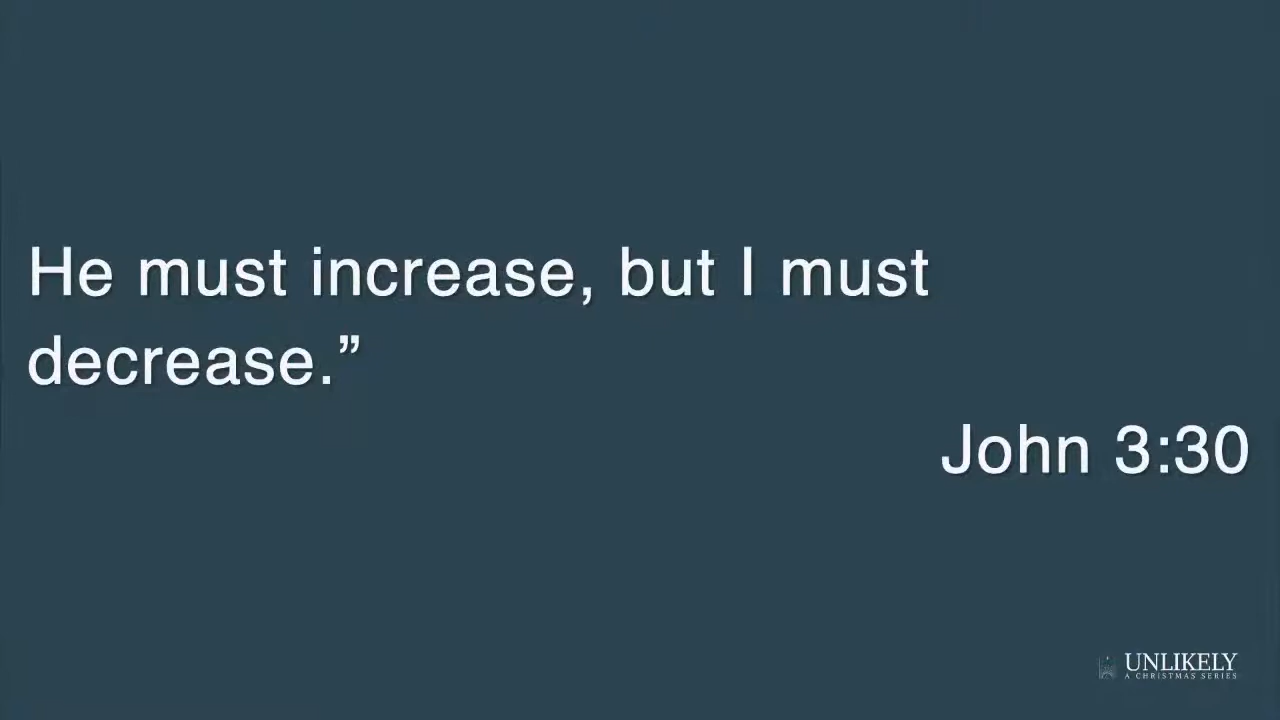 He must increase, but I must
decrease.”
John 3:30
UNLIKELY
A CHRISTMAS SERIES